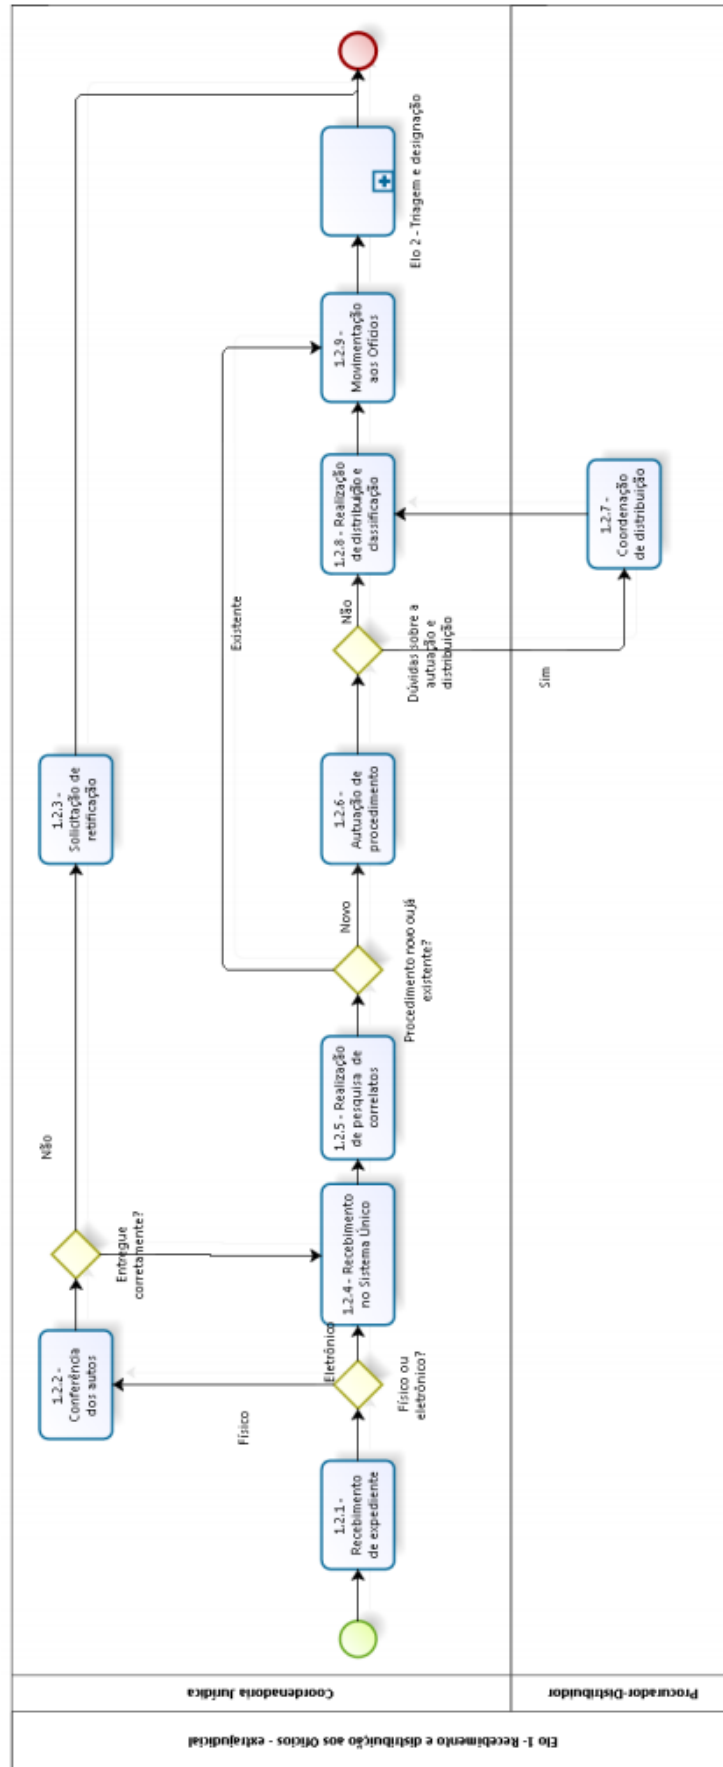 Elo 1- Recebimento e distribuição aos Ofícios - extrajudicial
Coordenadoria Jurídica
Procurador-Distribuidor
1.2.1 -
Recebimento
de expediente
Físico ou
eletrônico?
Físico
Eletrônico
1.2.2 -
Conferência
dos autos
Entregue
corretamente?
Não
1.2.3 -
Solicitação de
retificação
1.2.4 - Recebimento
no Sistema Único
1.2.5 - Realização
de pesquisa de
correlatos
Procedimento novo ou já
existente?
Novo
Existente
1.2.6 -
Autuação de
procedimento
Dúvidas sobre a
autuação e
distribuição
Não
Sim
1.2.7 -
Coordenação
de distribuição
1.2.8 - Realização
de distribuição e
classificação
1.2.9 -
Movimentação
aos Ofícios
Elo 2 - Triagem e designação